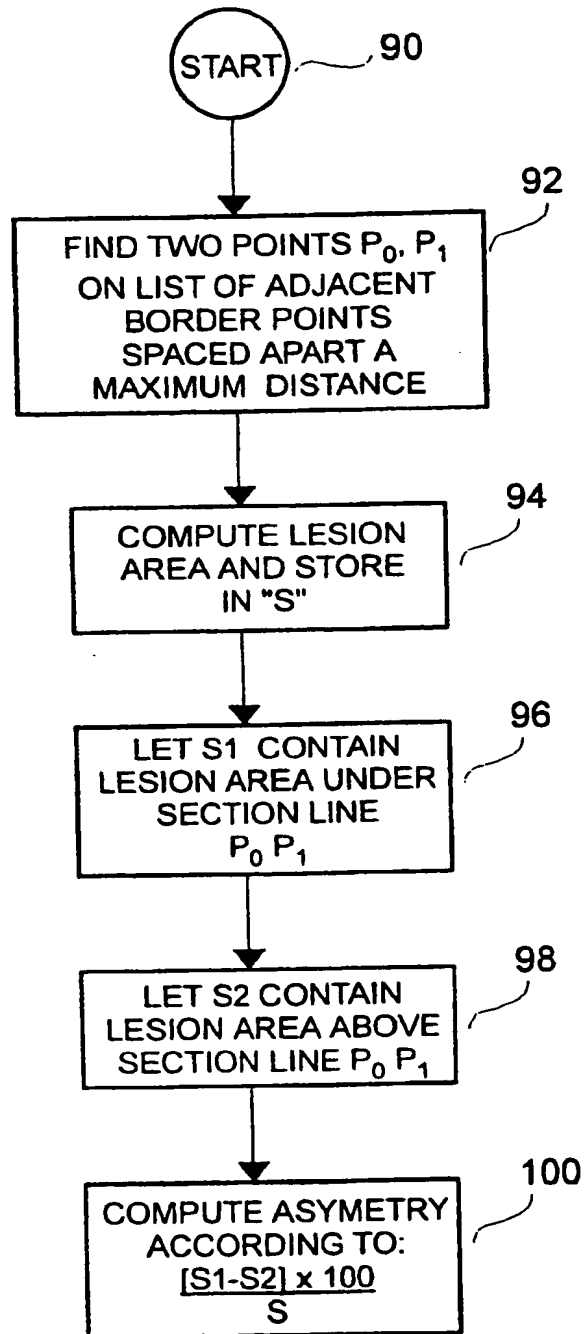 START
90
92
FIND TWO POINTS P₀, P₁
ON LIST OF ADJACENT
BORDER POINTS
SPACED APART A
MAXIMUM DISTANCE
94
COMPUTE LESION
AREA AND STORE
IN "S"
96
LET S1 CONTAIN
LESION AREA UNDER
SECTION LINE
P₀ P₁
98
LET S2 CONTAIN
LESION AREA ABOVE
SECTION LINE P₀ P₁
100
COMPUTE ASYMETRY
ACCORDING TO:
[S1-S2] x 100
S